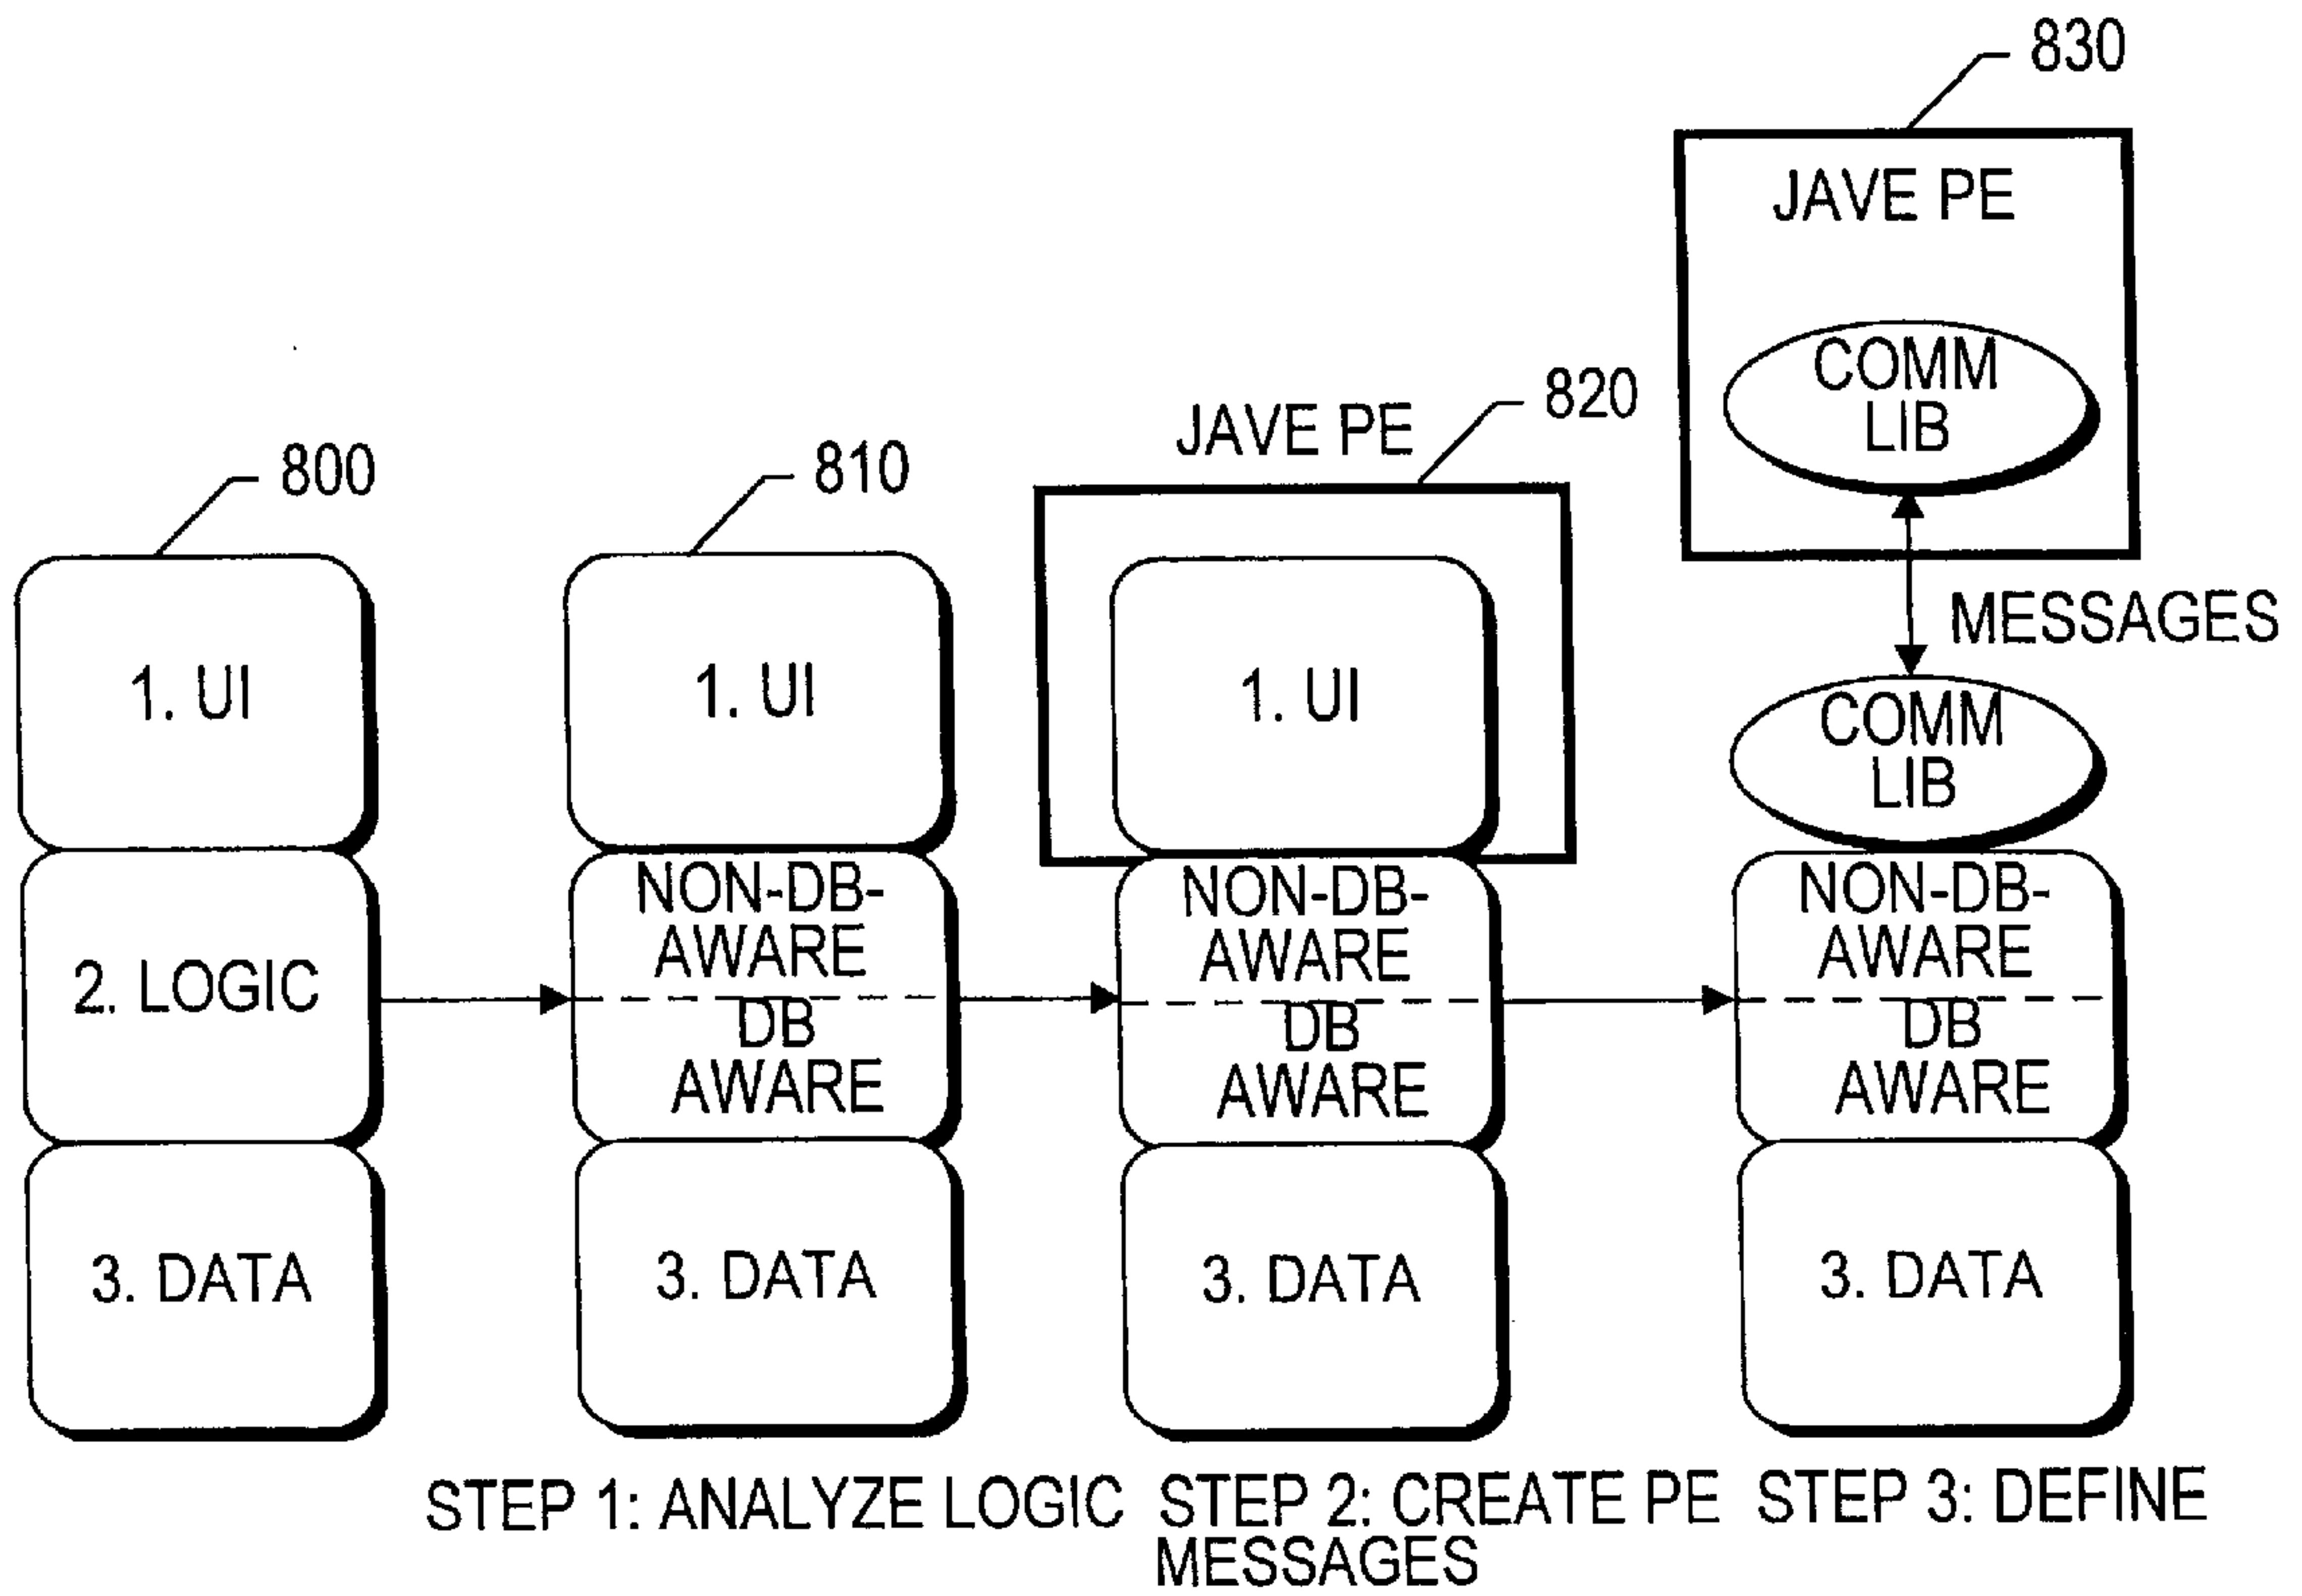 830
JAVE PE
COMM
LIB
820
JAVE PE
800
810
MESSAGES
1. UI
1. UI
1. UI
COMM
LIB
NON-DB-
AWARE
NON-DB-
AWARE
NON-DB-
AWARE
2. LOGIC
DB
AWARE
DB
AWARE
DB
AWARE
3. DATA
3. DATA
3. DATA
3. DATA
STEP 1: ANALYZE LOGIC STEP 2: CREATE PE STEP 3: DEFINE
MESSAGES